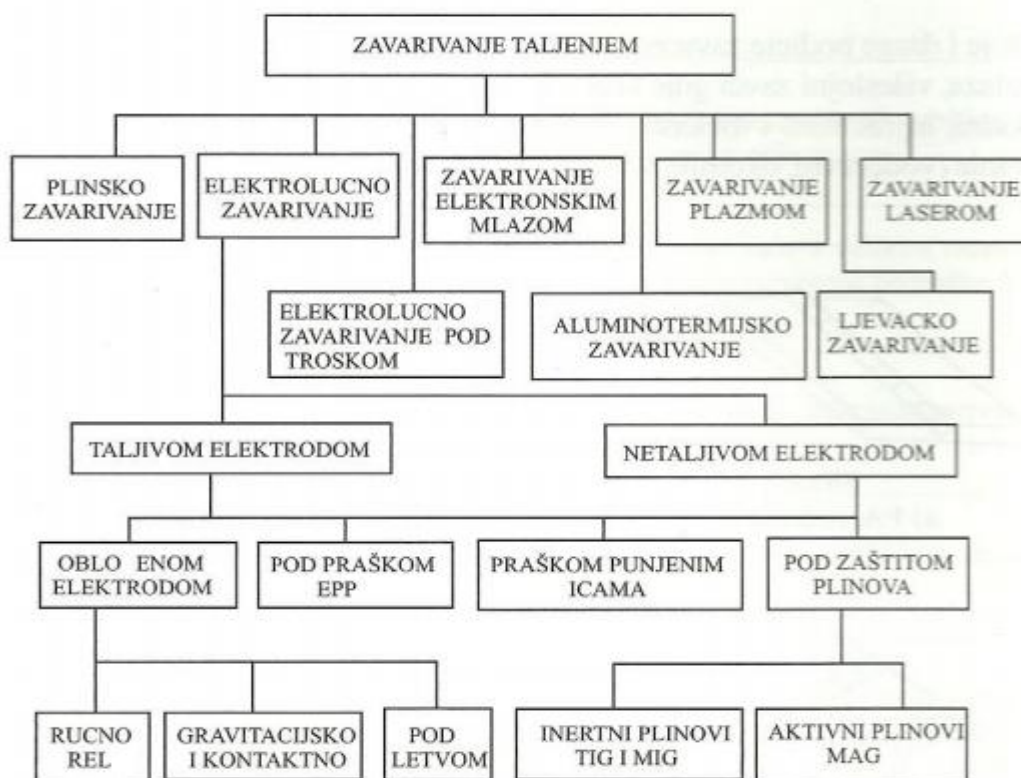 ZAVARIVANJE TALJENJEM
PLINSKO
ZAVARIVANJE
ELEKTROLUCNO
ZAVARIVANJE
ZAVARIVANJE
ELEKTRONSKIM
MLAZOM
ZAVARIVANJE
PLAZMOM
ZAVARIVANJE
LASEROM
ELEKTROLUCNO
ZAVARIVANJE POD
TROSKOM
ALUMINOTERMIJSKO
ZAVARIVANJE
LJEVACKO
ZAVARIVANJE
TALJIVOM ELEKTRODOM
NETALJIVOM ELEKTRODOM
OBLO ENOM
ELEKTRODOM
POD PRAŠKOM
EPP
PRAŠKOM PUNJENIM
ICAMA
POD ZAŠTITOM
PLINOVA
RUCNO
REL
GRAVITACIJSKO
I KONTAKTNO
POD
LETVOM
INERTNI PLINOVI
TIG I MIG
AKTIVNI PLINOVI
MAG